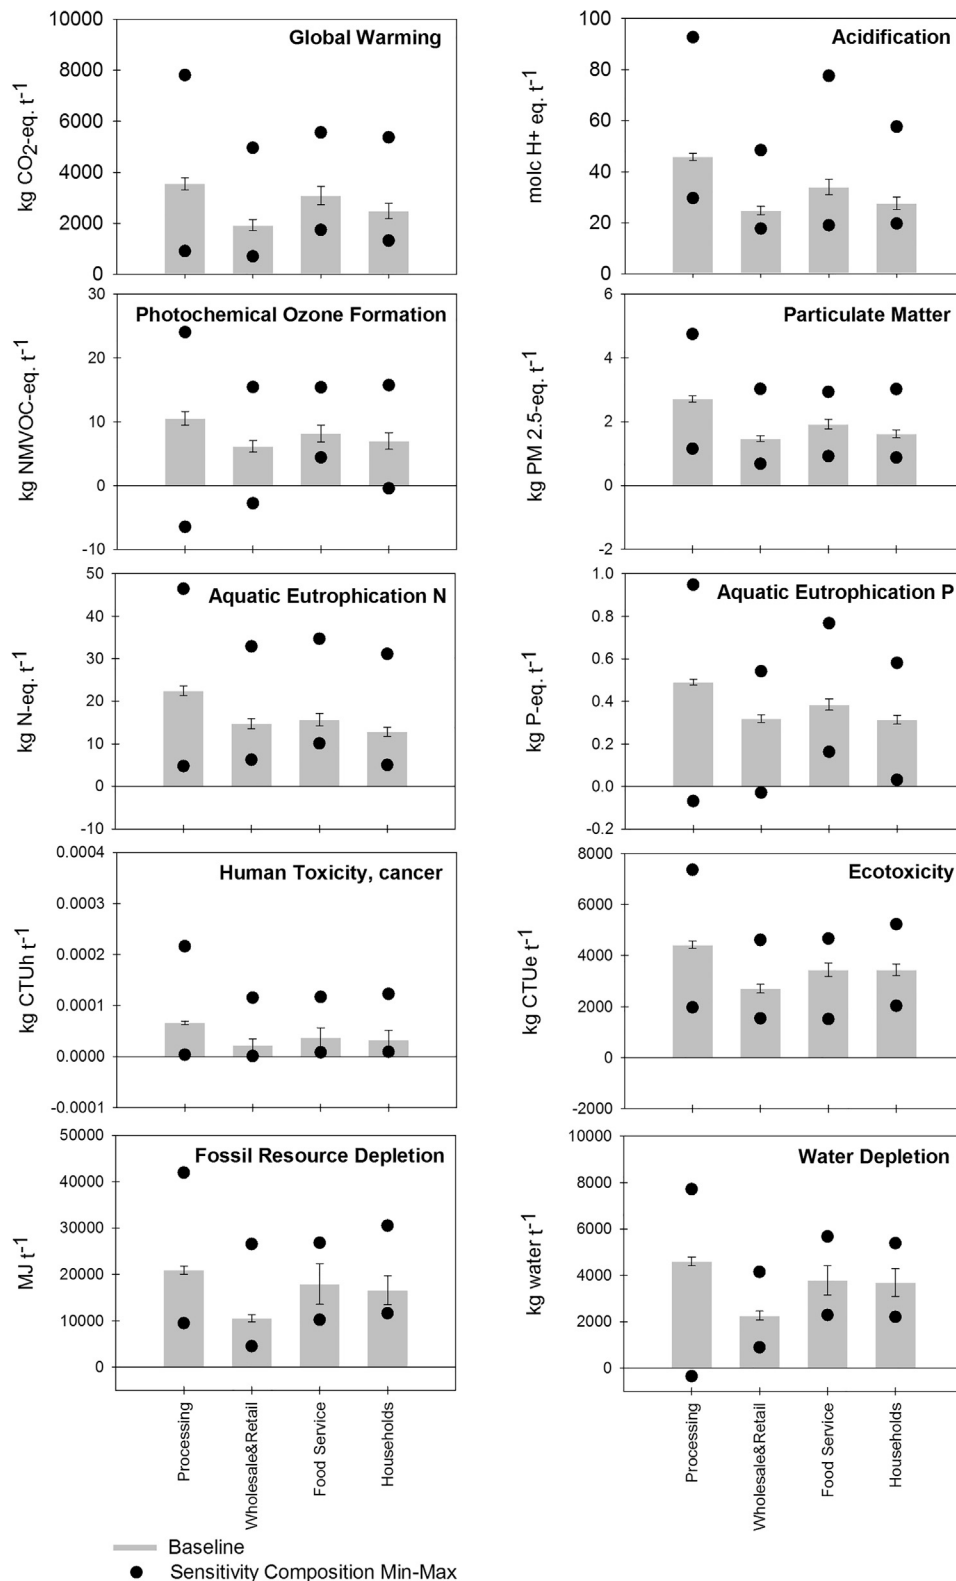 Global Warming
kg CO2-eq. t-1
10000
8000
6000
4000
2000
0
Acidification
molc H+ eq. t-1
100
80
60
40
20
0
Photochemical Ozone Formation
kg NMVOC-eq. t-1
30
20
10
0
-10
Particulate Matter
kg PM 2.5-eq. t-1
6
4
2
0
-2
Aquatic Eutrophication N
kg N-eq. t-1
50
40
30
20
10
0
-10
Aquatic Eutrophication P
kg P-eq. t-1
1.0
0.8
0.6
0.4
0.2
0.0
-0.2
Human Toxicity, cancer
kg CTUh t-1
0.0004
0.0003
0.0002
0.0001
0.0000
-0.0001
Ecotoxicity
kg CTUe t-1
8000
6000
4000
2000
0
-2000
Fossil Resource Depletion
MJ t-1
50000
40000
30000
20000
10000
0
Processing
Wholesale&Retail
Food Service
Households
Water Depletion
kg water t-1
10000
8000
6000
4000
2000
0
Processing
Wholesale&Retail
Food Service
Households
Baseline
Sensitivity Composition Min-Max